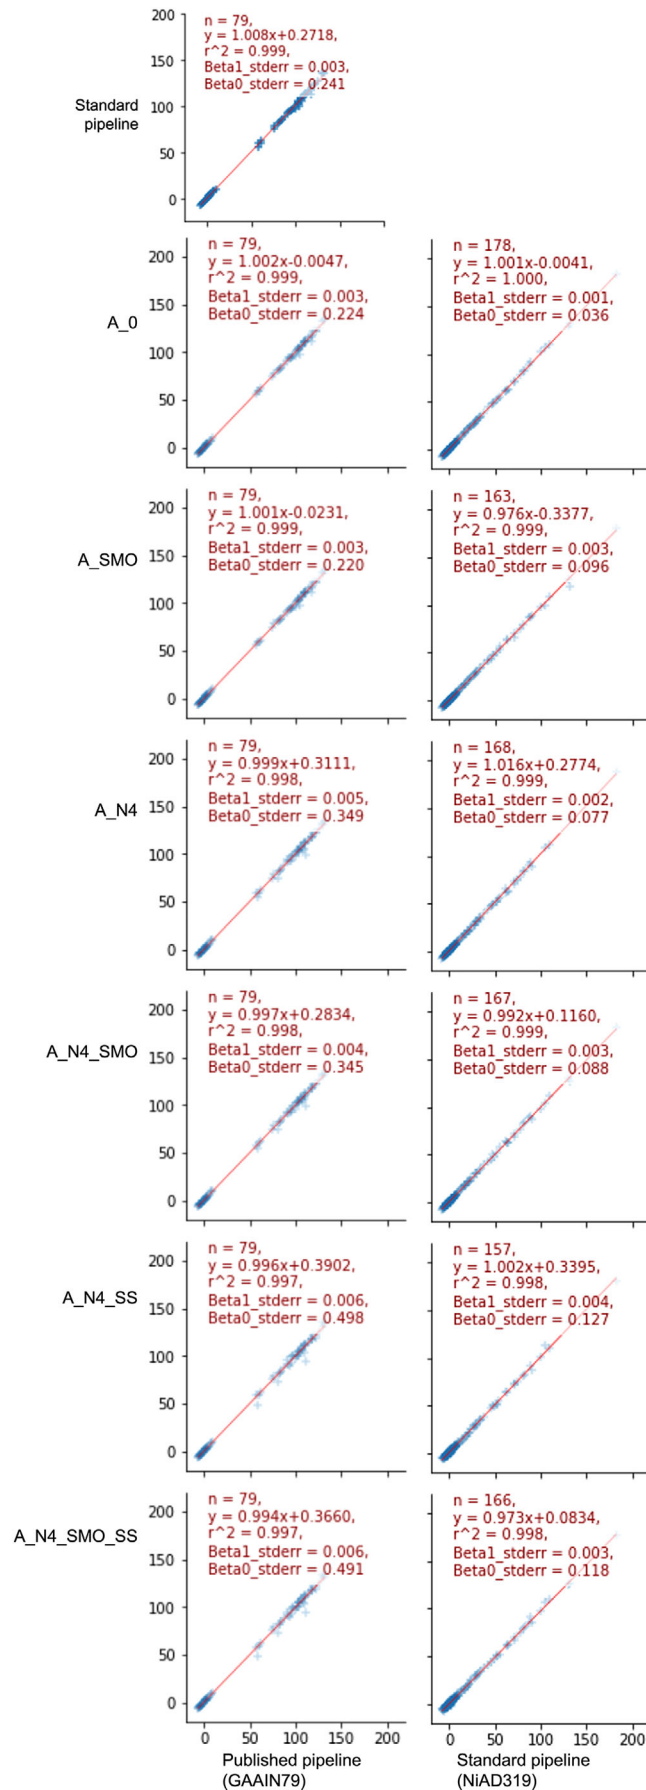 200
n = 79,
y = 1.008x+0.2718,
r^2 = 0.999,
Beta1_stderr = 0.003,
Beta0_stderr = 0.241
150
Standard
pipeline
100
50
0
0 50 100 150
A_0
200
150
100
50
0
n = 79,
y = 1.002x-0.0047,
r^2 = 0.999,
Beta1_stderr = 0.003,
Beta0_stderr = 0.224
n = 178,
y = 1.001x-0.0041,
r^2 = 1.000,
Beta1_stderr = 0.001,
Beta0_stderr = 0.036
A_SMO
200
150
100
50
0
n = 79,
y = 1.001x-0.0231,
r^2 = 0.999,
Beta1_stderr = 0.003,
Beta0_stderr = 0.220
n = 163,
y = 0.976x-0.3377,
r^2 = 0.999,
Beta1_stderr = 0.003,
Beta0_stderr = 0.096
A_N4
200
150
100
50
0
n = 79,
y = 0.999x+0.3111,
r^2 = 0.998,
Beta1_stderr = 0.005,
Beta0_stderr = 0.349
n = 168,
y = 1.016x+0.2774,
r^2 = 0.999,
Beta1_stderr = 0.002,
Beta0_stderr = 0.077
A_N4_SMO
200
150
100
50
0
n = 79,
y = 0.997x+0.2834,
r^2 = 0.998,
Beta1_stderr = 0.004,
Beta0_stderr = 0.345
n = 167,
y = 0.992x+0.1160,
r^2 = 0.999,
Beta1_stderr = 0.003,
Beta0_stderr = 0.088
A_N4_SS
200
150
100
50
0
n = 79,
y = 0.996x+0.3902,
r^2 = 0.997,
Beta1_stderr = 0.006,
Beta0_stderr = 0.498
n = 157,
y = 1.002x+0.3395,
r^2 = 0.998,
Beta1_stderr = 0.004,
Beta0_stderr = 0.127
A_N4_SMO_SS
200
150
100
50
0
n = 79,
y = 0.994x+0.3660,
r^2 = 0.997,
Beta1_stderr = 0.006,
Beta0_stderr = 0.491
n = 166,
y = 0.973x+0.0834,
r^2 = 0.998,
Beta1_stderr = 0.003,
Beta0_stderr = 0.118
0 50 100 150 200
0 50 100 150 200
Published pipeline
(GAAIN79)
Standard pipeline
(NiAD319)